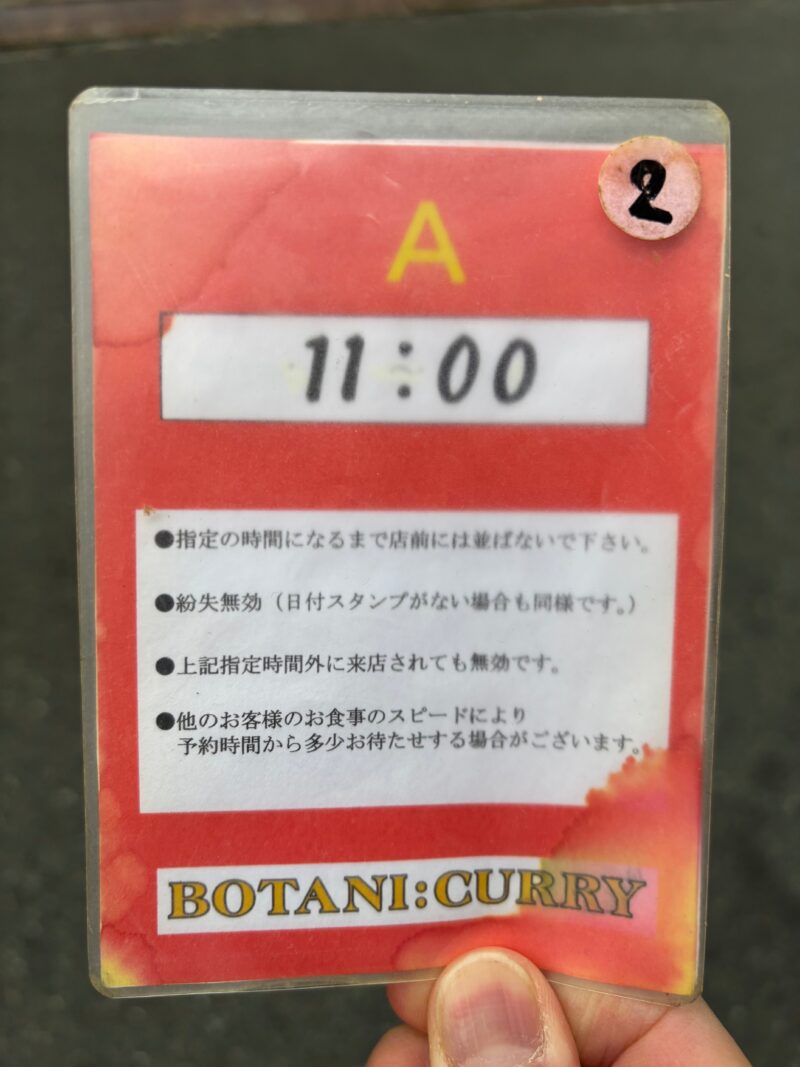 2
A
11:00
●指定の時間になるまで店前には並ばないで下さい。
●紛失無効（日付スタンプがない場合も同様です。）
●上記指定時間外に来店されても無効です。
●他のお客様のお食事のスピードにより
予約時間から多少お待たせする場合がございます。
BOTANI:CURRY